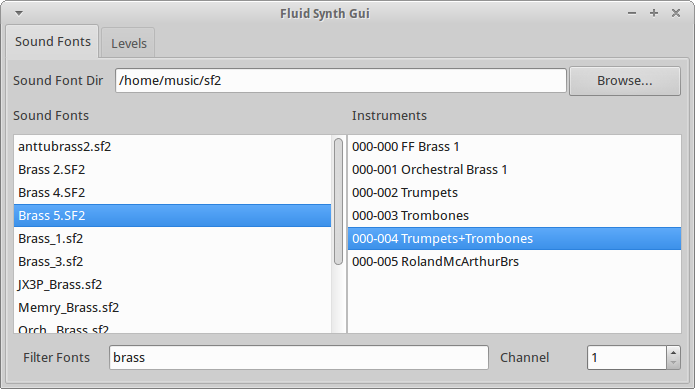 Fluid Synth Gui
Sound Fonts
Levels
Sound Font Dir
/home/music/sf2
Browse...
Sound Fonts
anttubrass2.sf2
Brass 2.SF2
Brass 4.SF2
Brass 5.SF2
Brass_1.sf2
Brass_3.sf2
JX3P_Brass.sf2
Memry_Brass.sf2
Orch_ Brass.sf2
Instruments
000-000 FF Brass 1
000-001 Orchestral Brass 1
000-002 Trumpets
000-003 Trombones
000-004 Trumpets+Trombones
000-005 RolandMcArthurBrs
Filter Fonts
brass
Channel
1